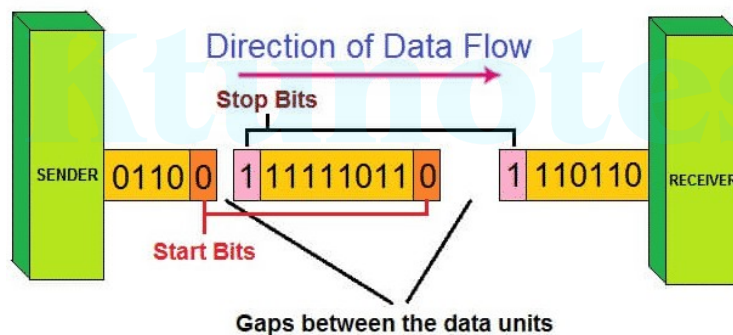 Ktunotes
Direction of Data Flow
Stop Bits
SENDER 0110 0 1 11111011 0 1 110110 RECEIVER
Start Bits
Gaps between the data units